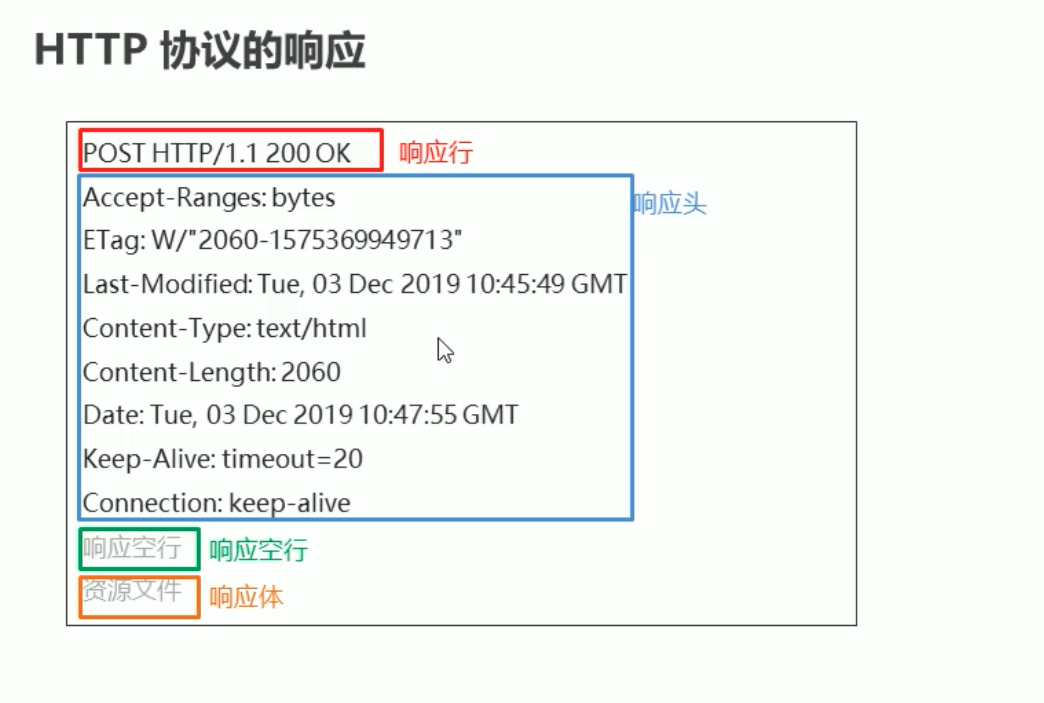 HTTP 协议的响应
POST HTTP/1.1 200 OK 响应行
Accept-Ranges: bytes 响应头
ETag: W/"2060-1575369949713"
Last-Modified: Tue, 03 Dec 2019 10:45:49 GMT
Content-Type: text/html
Content-Length: 2060
Date: Tue, 03 Dec 2019 10:47:55 GMT
Keep-Alive: timeout=20
Connection: keep-alive
响应空行 响应空行
资源文件 响应体